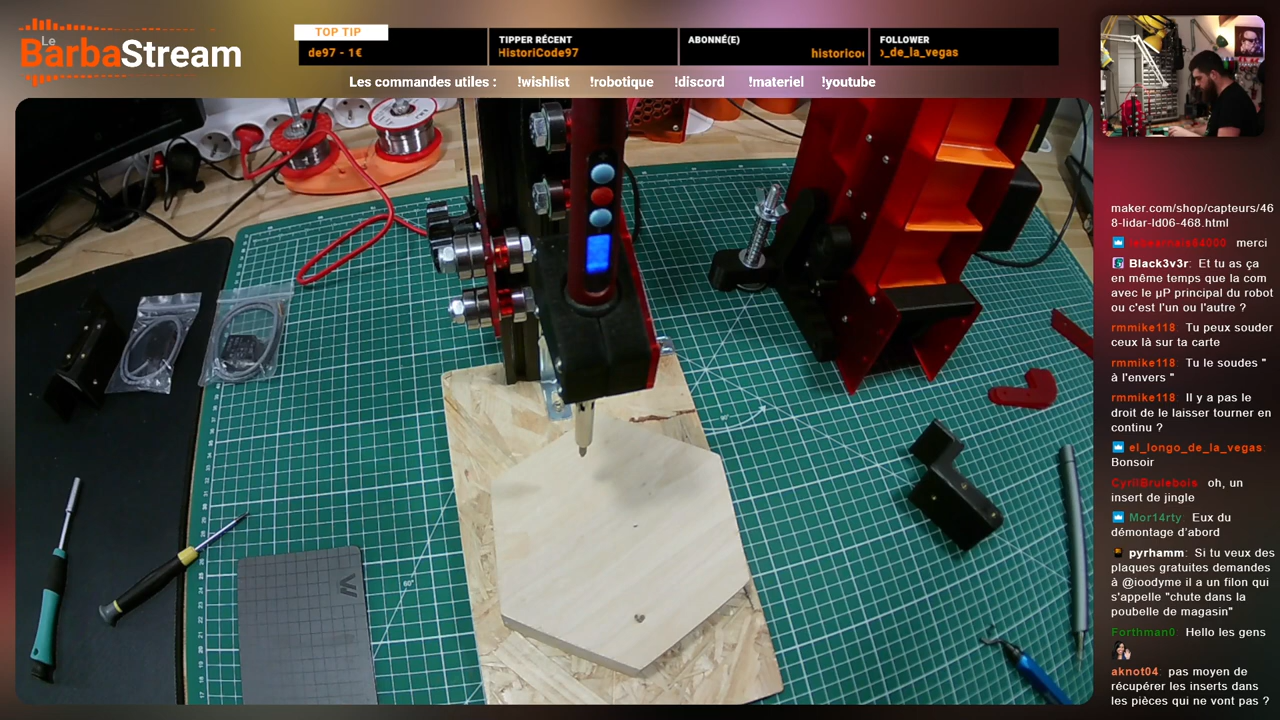 Le
BarbaStream
TOP TIP
de97 - 1€
TIPPER RÉCENT
HistoriCode97
ABONNÉ(E)
historico
FOLLOWER
_de_la_vegas
Les commandes utiles : !wishlist !robotique !discord !materiel !youtube
maker.com/shop/capteurs/46
8-lidar-ld06-468.html
lebearnais64000 merci
Black3v3r: Et tu as ça
en même temps que la com
avec le µP principal du robot
ou c'est l'un ou l'autre ?
rmmike118: Tu peux souder
ceux là sur ta carte
rmmike118: Tu le soudes "
à l'envers "
rmmike118: Il y a pas le
droit de le laisser tourner en
continu ?
el_longo_de_la_vegas:
Bonsoir
CyrilBrulebois: oh, un
insert de jingle
Mor14rty: Eux du
démontage d'abord
pyrhamm: Si tu veux des
plaques gratuites demandes
à @ioodyme il a un filon qui
s'appelle "chute dans la
poubelle de magasin"
Forthman0: Hello les gens
aknot04: pas moyen de
récupérer les inserts dans
les pièces qui ne vont pas ?
60°